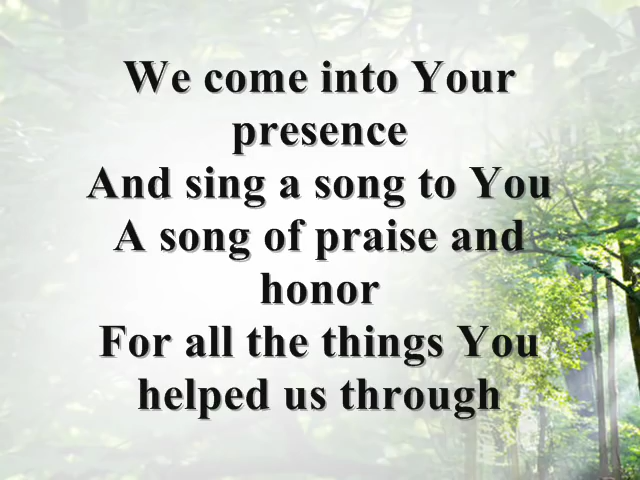 We come into Your
presence
And sing a song to You
A song of praise and
honor
For all the things You
helped us through